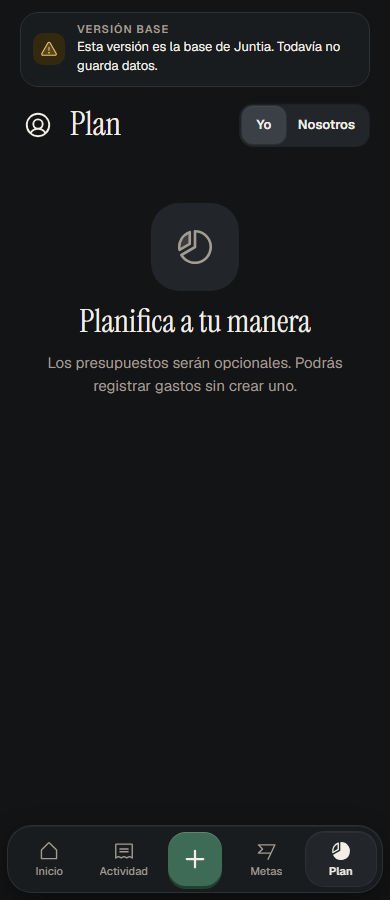 VERSIÓN BASE
Esta versión es la base de Juntia. Todavía no
guarda datos.
Plan
Yo
Nosotros
Planifica a tu manera
Los presupuestos serán opcionales. Podrás
registrar gastos sin crear uno.
Inicio
Actividad
Metas
Plan